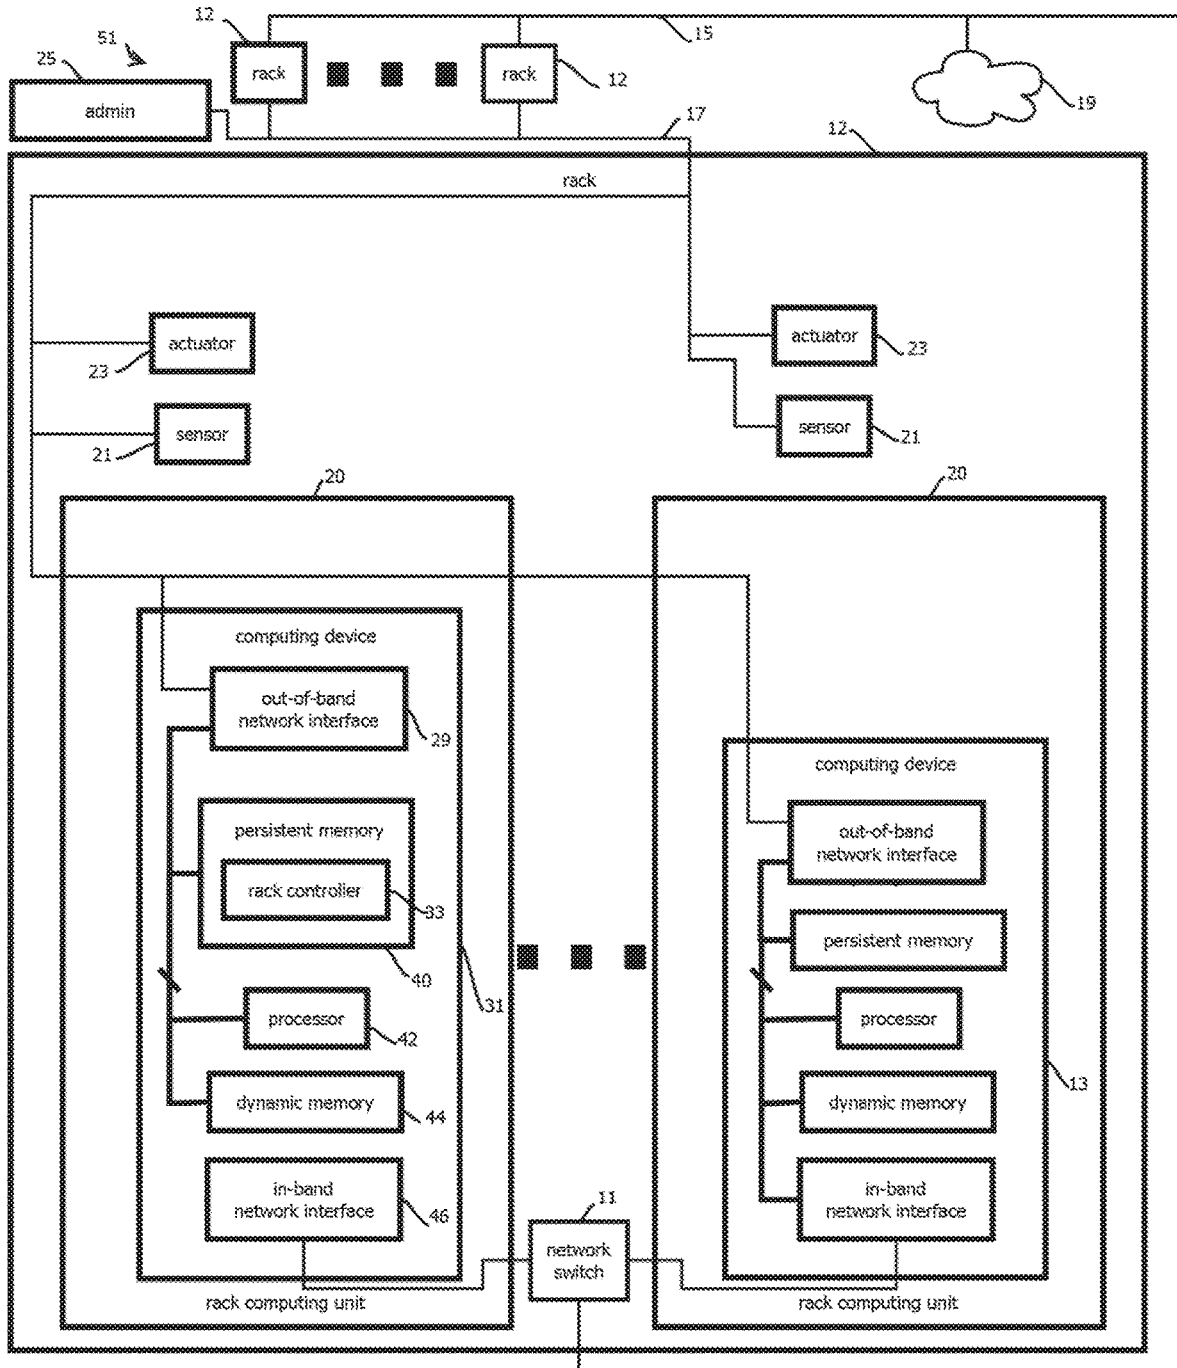 12
15
51
25
rack
rack
12
admin
19
17
12
rack
actuator
23
actuator
23
sensor
21
sensor
21
20
20
computing device
out-of-band
network interface
29
computing device
persistent memory
out-of-band
network interface
rack controller
33
persistent memory
40
31
processor
42
processor
13
dynamic memory
44
dynamic memory
in-band
network interface
46
11
in-band
network interface
network
switch
rack computing unit
rack computing unit